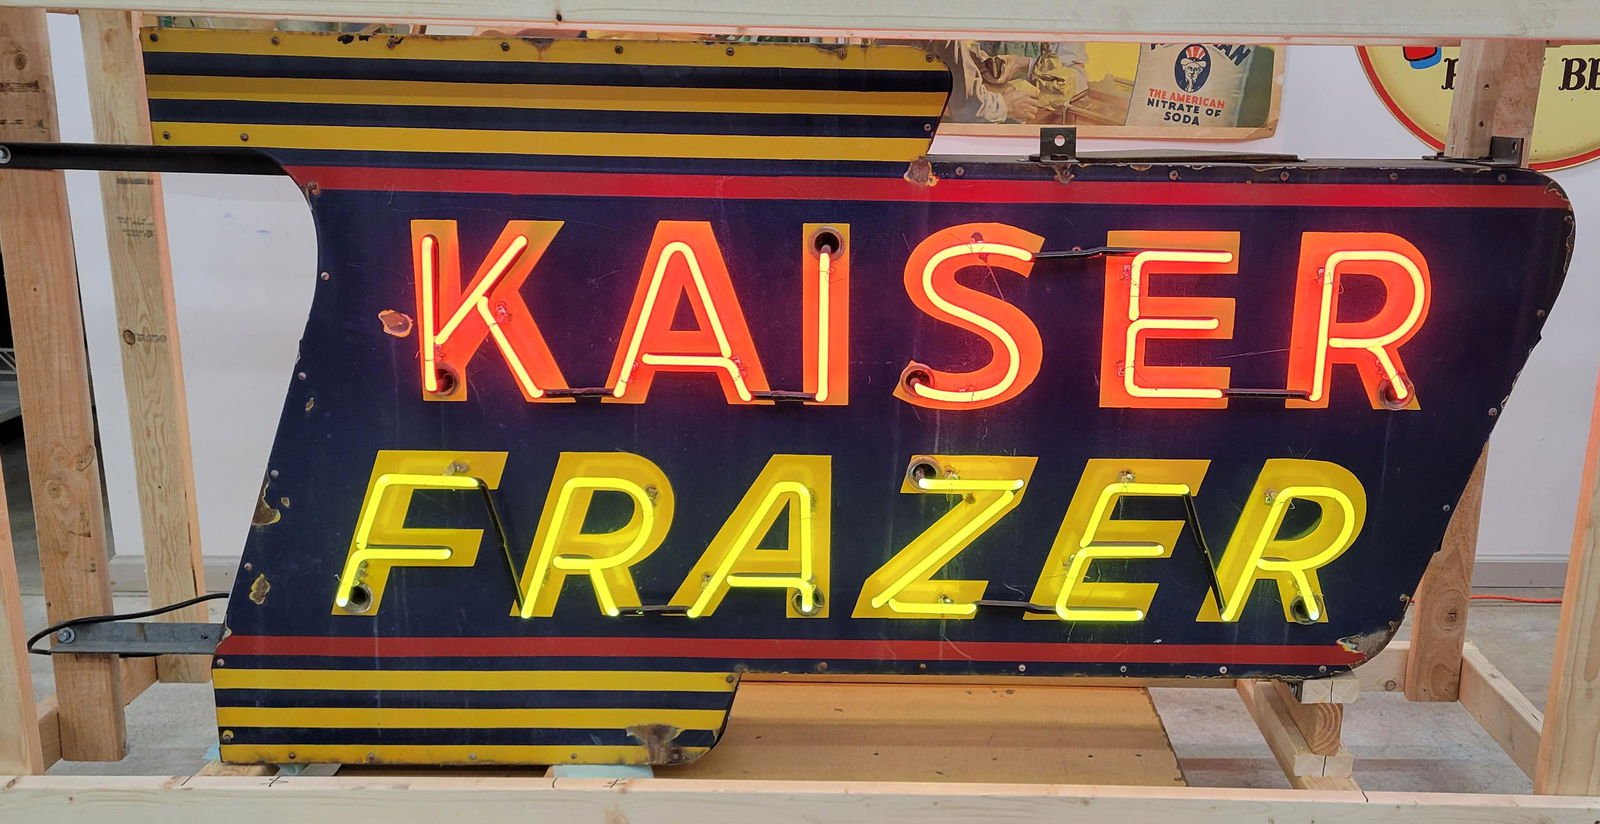 KAISER
FRAZER
THE AMERICAN
NITRATE OF
SODA